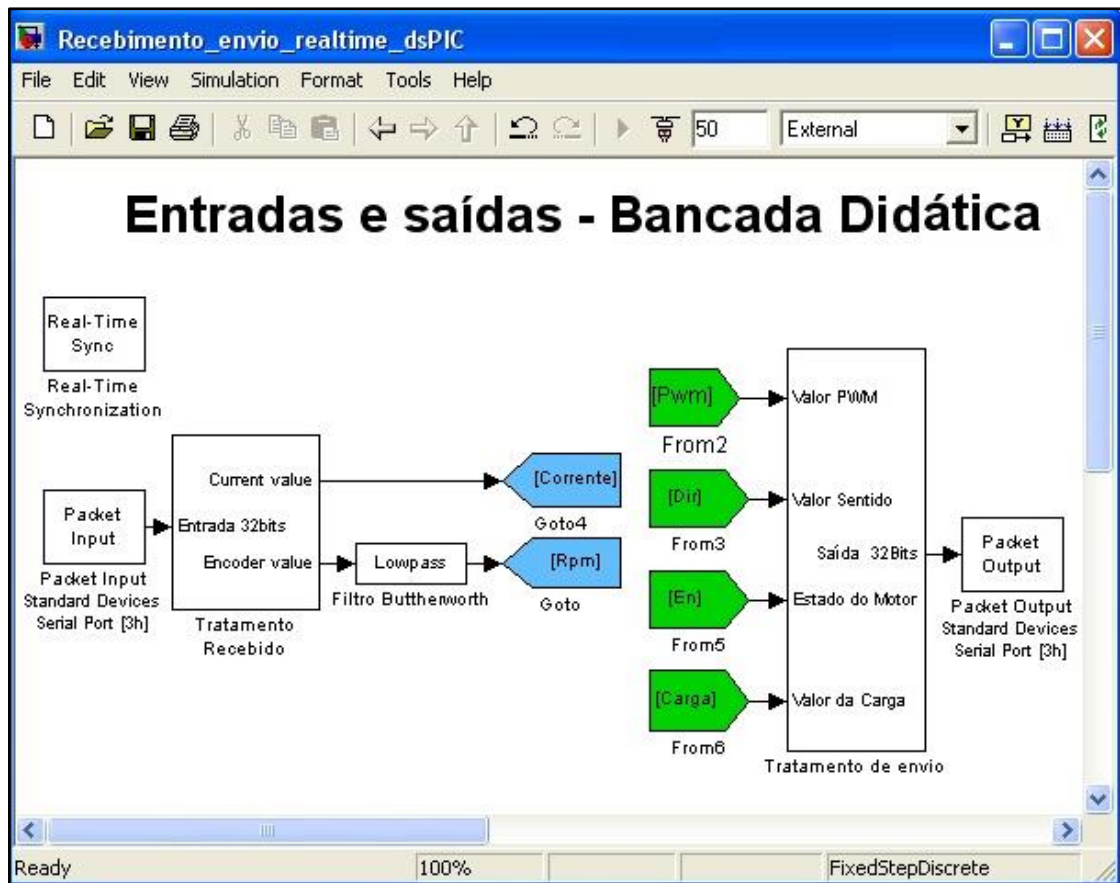 Recebimento_envio_realtime_dsPIC
File Edit View Simulation Format Tools Help
50 External
Entradas e saídas - Bancada Didática
Real-Time
Sync
Real-Time
Synchronization
Packet
Input
Packet Input
Standard Devices
Serial Port [3h]
Current value
Entrada 32bits
Encoder value
Tratamento
Recebido
Lowpass
Filtro Buttherworth
[Corrente]
Goto4
[Rpm]
Goto
[Pwm]
From2
[Dir]
From3
[En]
From5
[Carga]
From6
Valor PWM
Valor Sentido
Saída 32Bits
Estado do Motor
Valor da Carga
Tratamento de envio
Packet
Output
Packet Output
Standard Devices
Serial Port [3h]
Ready 100% FixedStepDiscrete